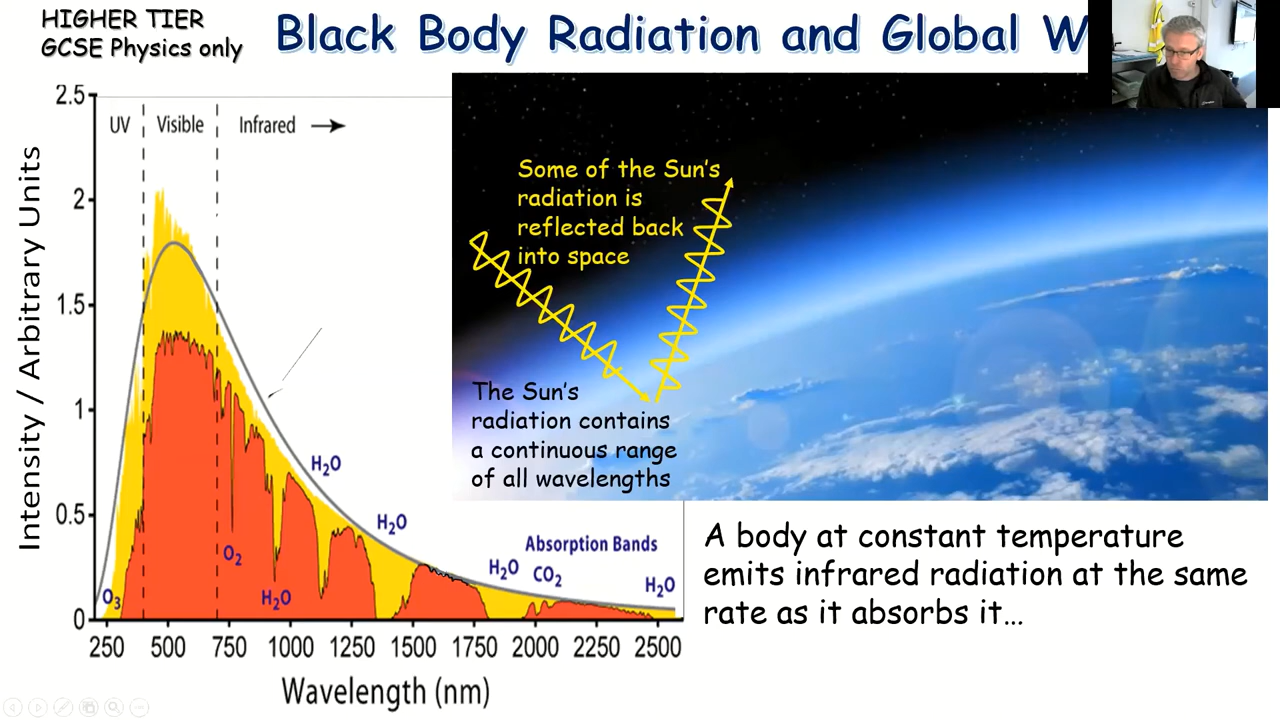 HIGHER TIER
GCSE Physics only
Black Body Radiation and Global W
2.5
2
1.5
1
0.5
0
Intensity / Arbitrary Units
UV
Visible
Infrared
H₂O
H₂O
Absorption Bands
H₂O
CO₂
H₂O
O₂
O₃
H₂O
250 500 750 1000 1250 1500 1750 2000 2250 2500
Wavelength (nm)
Some of the Sun's
radiation is
reflected back
into space
The Sun's
radiation contains
a continuous range
of all wavelengths
A body at constant temperature
emits infrared radiation at the same
rate as it absorbs it...